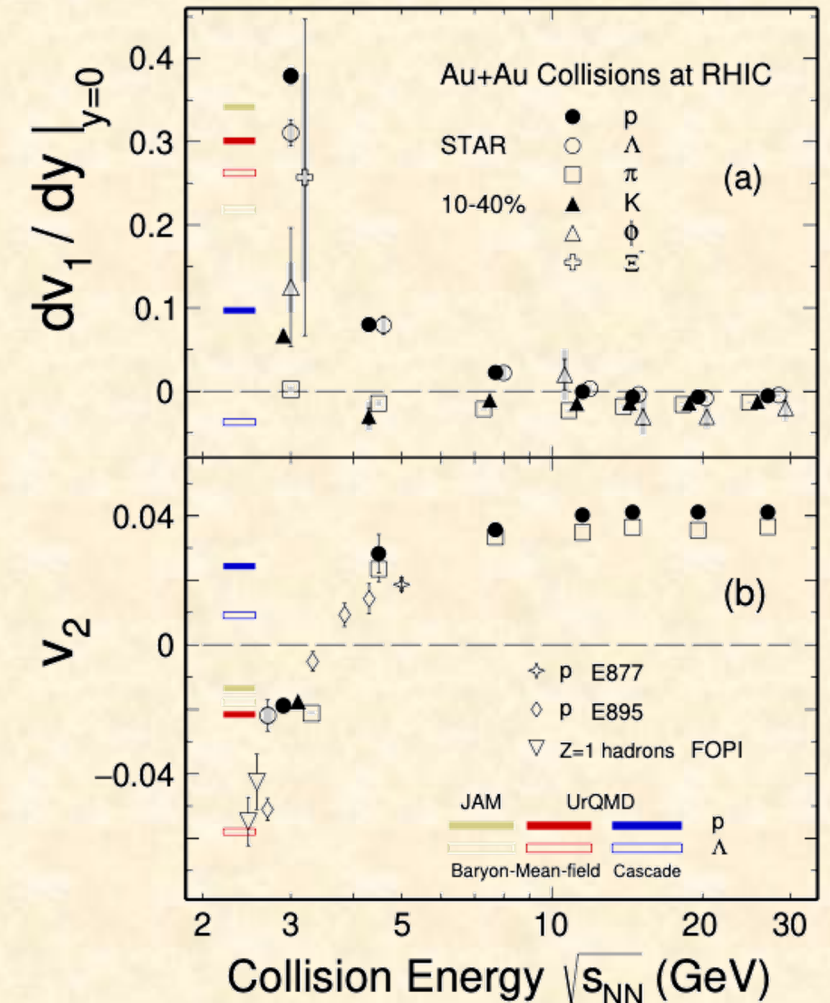 dv₁ / dy |y=0
0.4
0.3
0.2
0.1
0
Au+Au Collisions at RHIC
p
STAR Λ
π
10-40% K
ϕ
Ξ⁻
(a)
v₂
0.04
0
−0.04
(b)
p E877
p E895
Z=1 hadrons FOPI
JAM UrQMD
p
Λ
Baryon-Mean-field Cascade
2 3 4 5 10 20 30
Collision Energy √sNN (GeV)